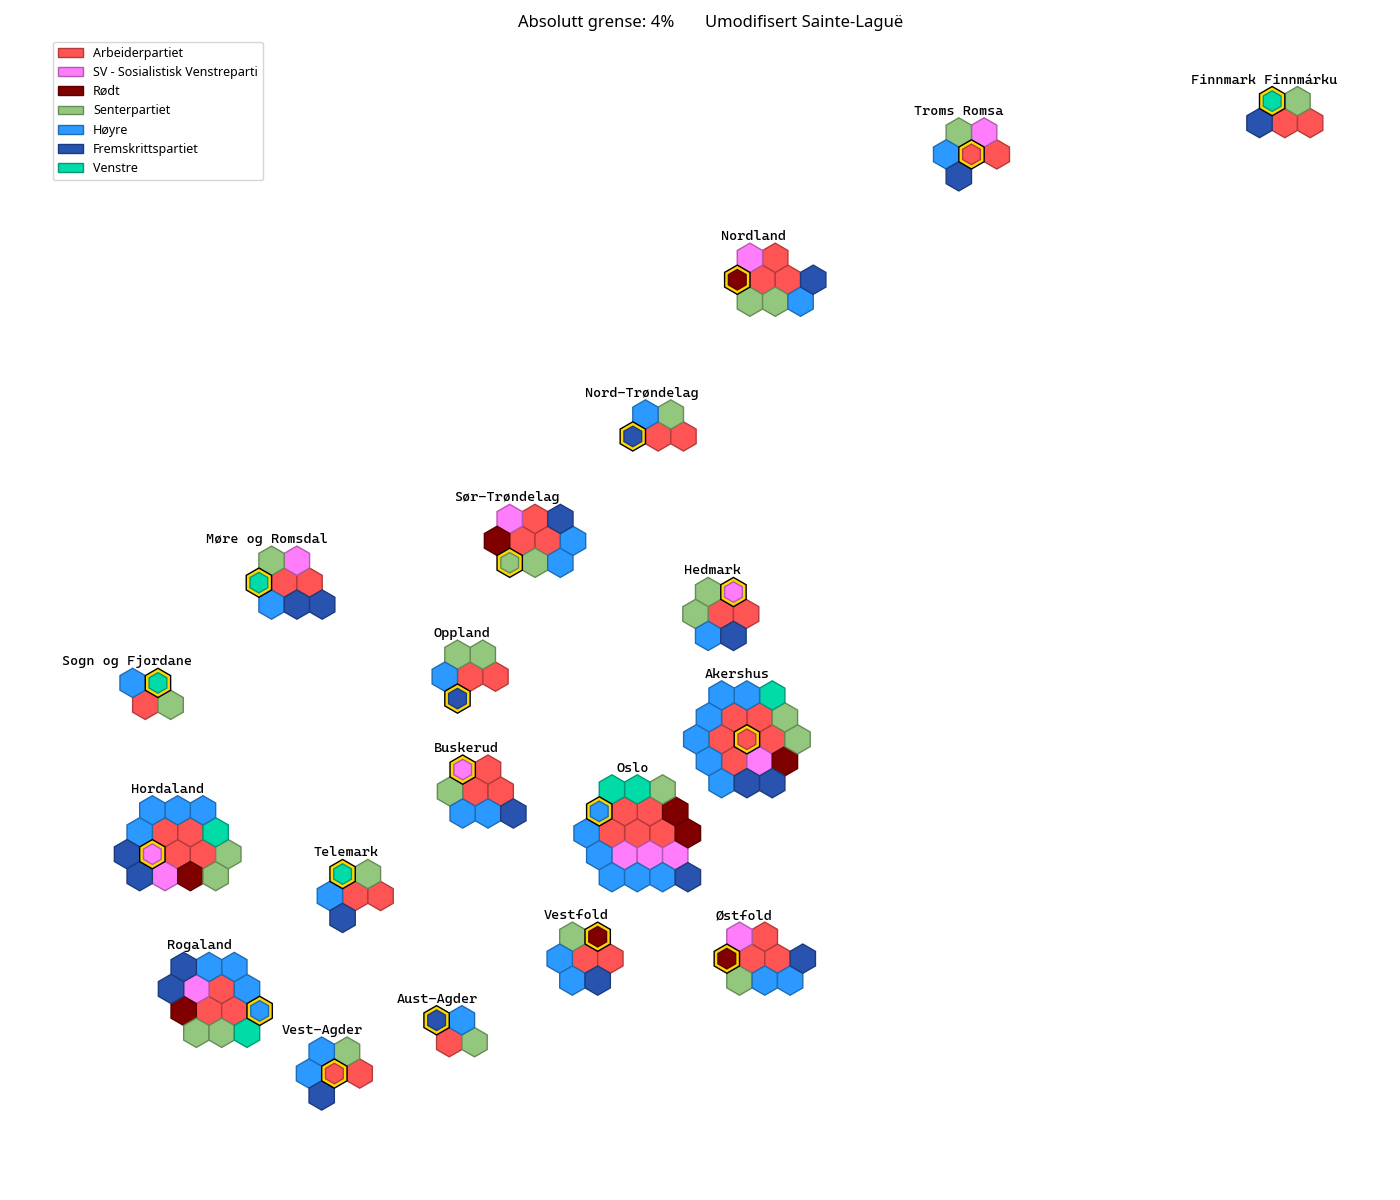 Absolutt grense: 4% Umodifisert Sainte-Laguë
Arbeiderpartiet
SV - Sosialistisk Venstreparti
Rødt
Senterpartiet
Høyre
Fremskrittspartiet
Venstre
Finnmark Finnmárku
Troms Romsa
Nordland
Nord-Trøndelag
Sør-Trøndelag
Møre og Romsdal
Hedmark
Oppland
Sogn og Fjordane
Akershus
Buskerud
Oslo
Hordaland
Telemark
Vestfold
Østfold
Rogaland
Aust-Agder
Vest-Agder